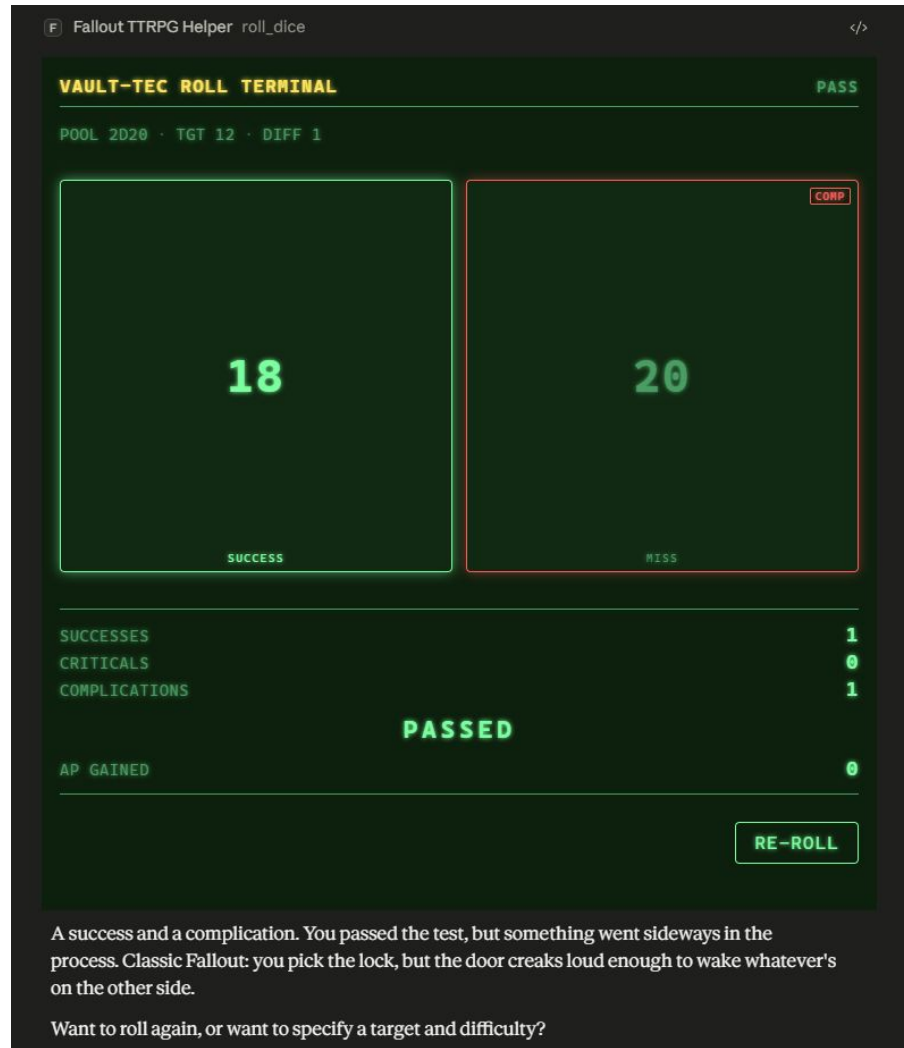 F Fallout TTRPG Helper roll_dice </>
VAULT-TEC ROLL TERMINAL PASS
POOL 2D20 · TGT 12 · DIFF 1
COMP
18 20
SUCCESS MISS
SUCCESSES 1
CRITICALS 0
COMPLICATIONS 1
PASSED
AP GAINED 0
RE-ROLL
A success and a complication. You passed the test, but something went sideways in the
process. Classic Fallout: you pick the lock, but the door creaks loud enough to wake whatever's
on the other side.
Want to roll again, or want to specify a target and difficulty?